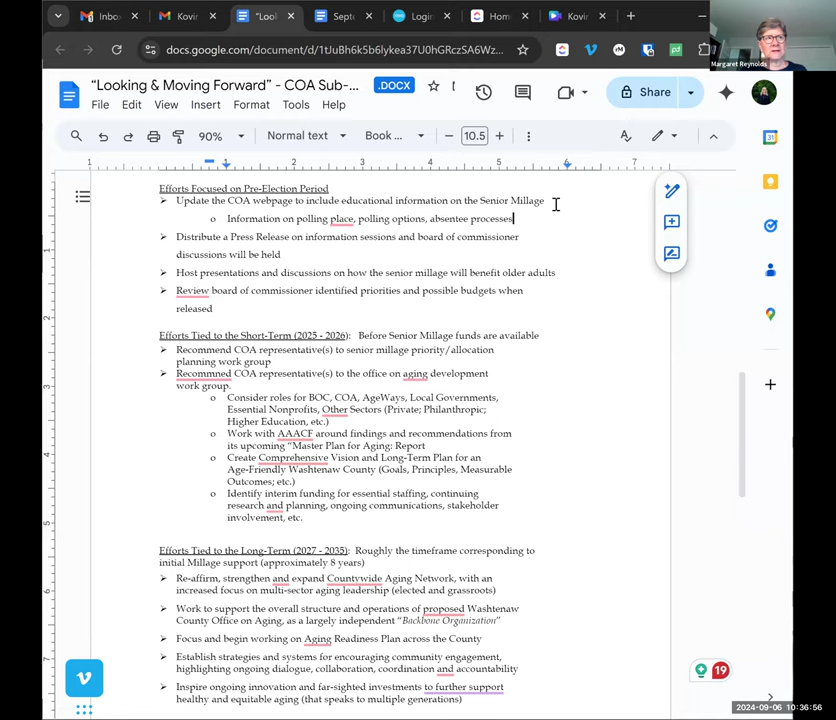 Inbo
Kovir
"Lool
Septe
Login
Home
Kovir
docs.google.com/document/d/1tJuBh6k5b6lykea37U0hGRczSA6Wz...
Margaret Reynolds
"Looking & Moving Forward" - COA Sub-...
.DOCX
Share
File Edit View Insert Format Tools Help
90% Normal text Book ... 10.5
1 1 2 3 4 5 6 7
Efforts Focused on Pre-Election Period
➢ Update the COA webpage to include educational information on the Senior Millage
o Information on polling place, polling options, absentee processes
➢ Distribute a Press Release on information sessions and board of commissioner
discussions will be held
➢ Host presentations and discussions on how the senior millage will benefit older adults
➢ Review board of commissioner identified priorities and possible budgets when
released
Efforts Tied to the Short-Term (2025 - 2026): Before Senior Millage funds are available
➢ Recommend COA representative(s) to senior millage priority/allocation
planning work group
➢ Recommned COA representative(s) to the office on aging development
work group.
o Consider roles for BOC, COA, AgeWays, Local Governments,
Essential Nonprofits, Other Sectors (Private; Philanthropic;
Higher Education, etc.)
o Work with AAACF around findings and recommendations from
its upcoming "Master Plan for Aging: Report
o Create Comprehensive Vision and Long-Term Plan for an
Age-Friendly Washtenaw County (Goals, Principles, Measurable
Outcomes; etc.)
o Identify interim funding for essential staffing, continuing
research and planning, ongoing communications, stakeholder
involvement, etc.
Efforts Tied to the Long-Term (2027 - 2035): Roughly the timeframe corresponding to
initial Millage support (approximately 8 years)
➢ Re-affirm, strengthen and expand Countywide Aging Network, with an
increased focus on multi-sector aging leadership (elected and grassroots)
➢ Work to support the overall structure and operations of proposed Washtenaw
County Office on Aging, as a largely independent "Backbone Organization"
➢ Focus and begin working on Aging Readiness Plan across the County
➢ Establish strategies and systems for encouraging community engagement,
highlighting ongoing dialogue, collaboration, coordination and accountability
➢ Inspire ongoing innovation and far-sighted investments to further support
healthy and equitable aging (that speaks to multiple generations)
19
2024-09-06 10:36:56